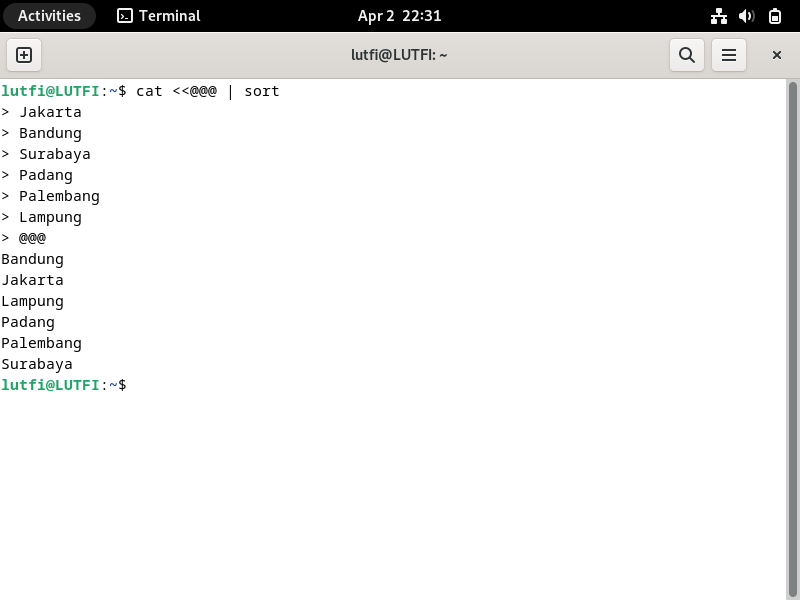 Activities Terminal Apr 2 22:31
lutfi@LUTFI: ~
lutfi@LUTFI:~$ cat <<@@@ | sort
> Jakarta
> Bandung
> Surabaya
> Padang
> Palembang
> Lampung
> @@@
Bandung
Jakarta
Lampung
Padang
Palembang
Surabaya
lutfi@LUTFI:~$